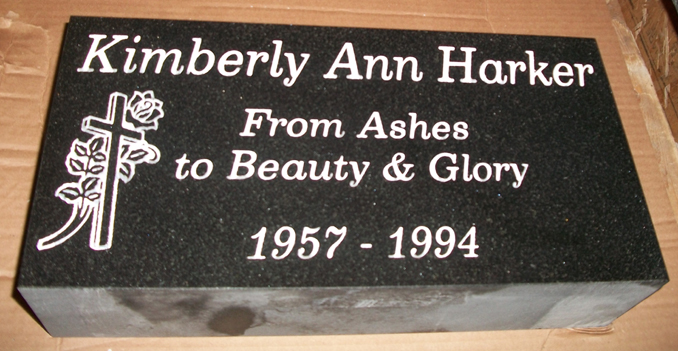 Kimberly Ann Harker
From Ashes
to Beauty & Glory
1957 - 1994